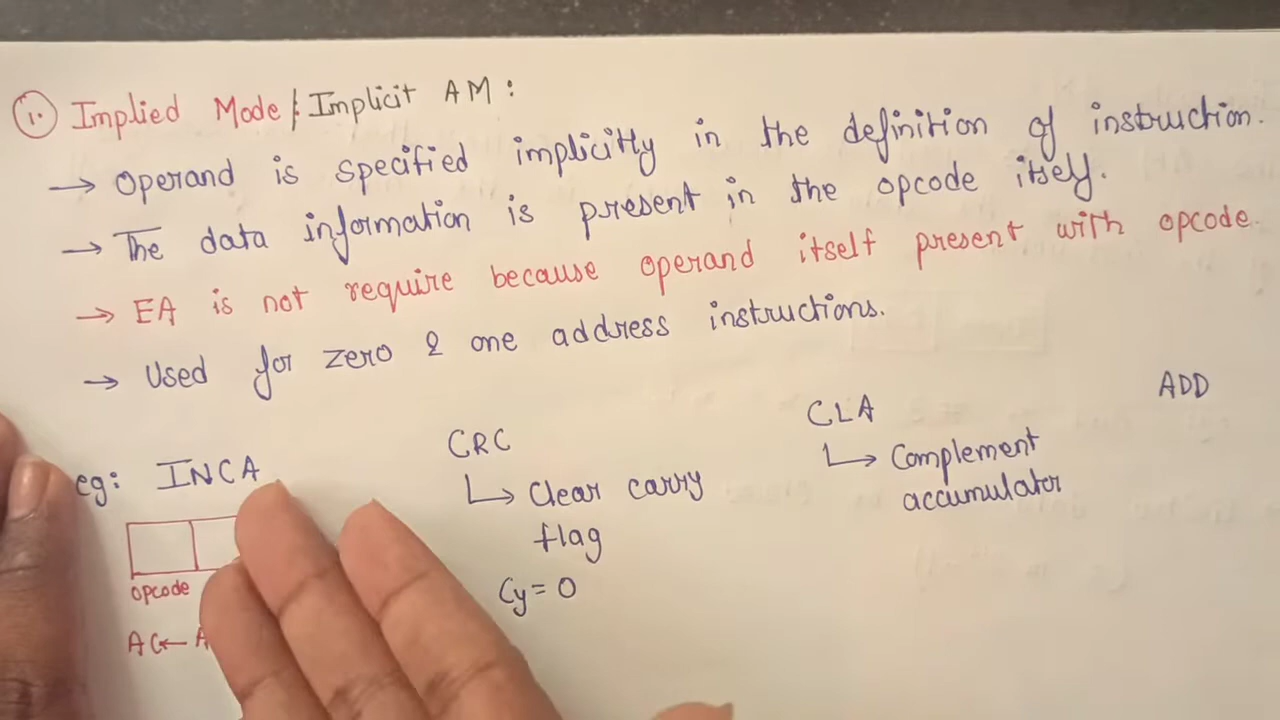 1. Implied Mode / Implicit AM:
→ Operand is specified implicitly in the definition of instruction.
→ The data information is present in the opcode itself.
→ EA is not require because operand itself present with opcode.
→ Used for zero & one address instructions.
eg: INCA
opcode
AC←A
CRC
↳ Clear carry
flag
Cy = 0
CLA
↳ Complement
accumulator
ADD